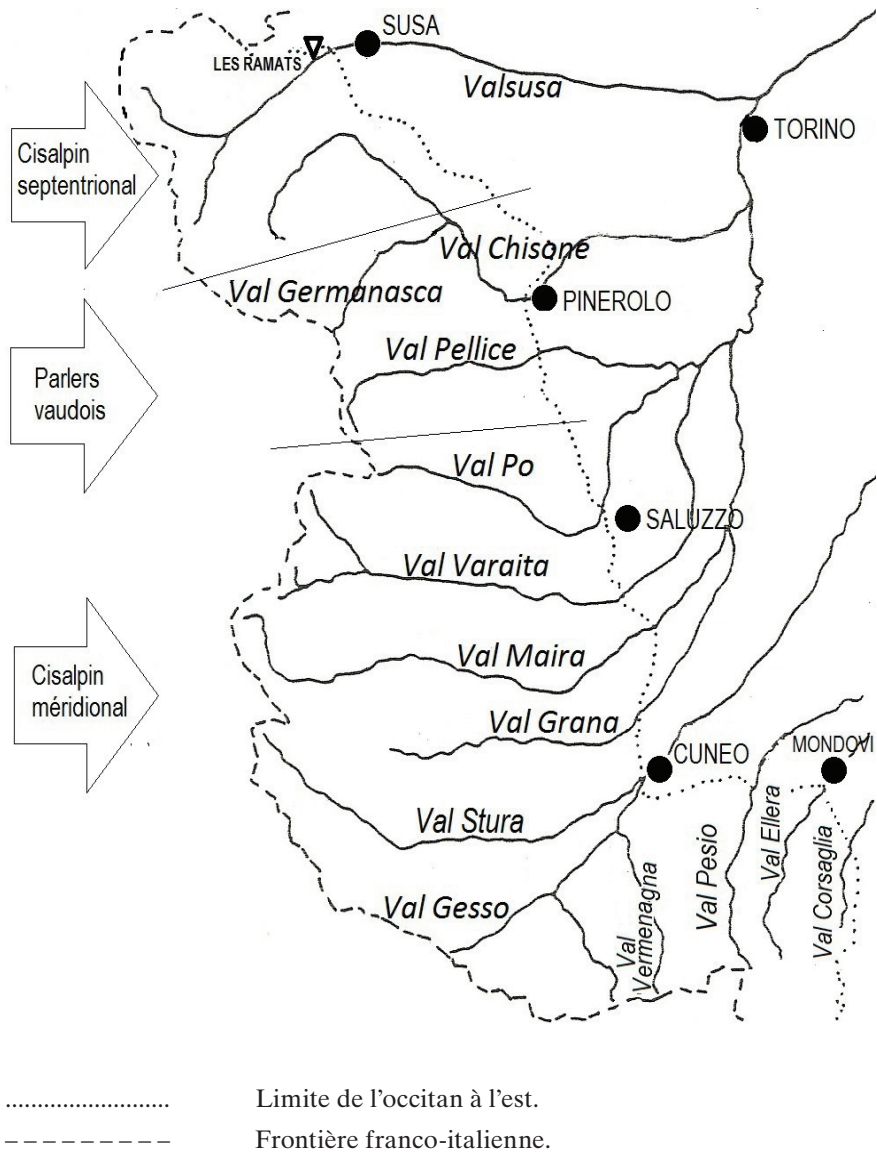 SUSA
LES RAMATS
Valsusa
TORINO
Cisalpin
septentrional
Val Chisone
Val Germanasca
PINEROLO
Val Pellice
Parlers
vaudois
Val Po
SALUZZO
Val Varaita
Val Maira
Cisalpin
méridional
Val Grana
CUNEO
MONDOVI
Val Stura
Val Ellera
Val Pesio
Val Corsaglia
Val Gesso
Val
Vermenagna
Limite de l’occitan à l’est.
Frontière franco-italienne.